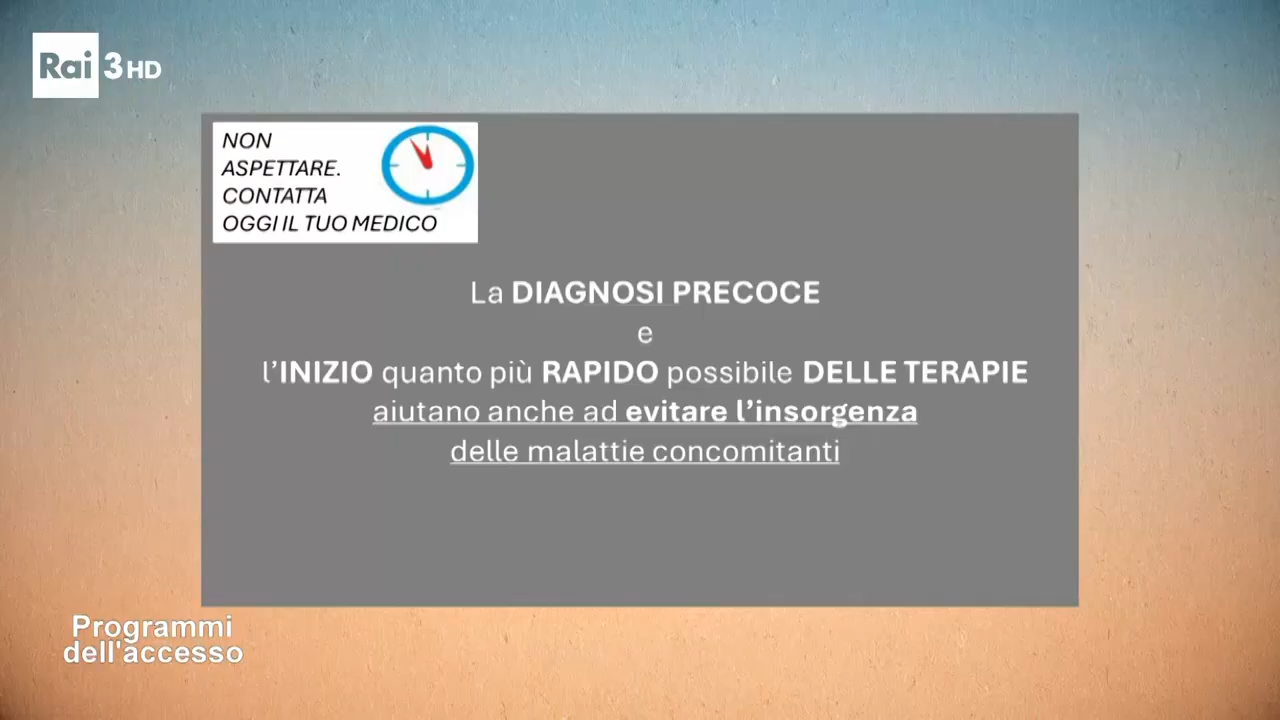 Rai 3 HD
NON
ASPETTARE.
CONTATTA
OGGI IL TUO MEDICO
La DIAGNOSI PRECOCE
e
l’INIZIO quanto più RAPIDO possibile DELLE TERAPIE
aiutano anche ad evitare l’insorgenza
delle malattie concomitanti
Programmi
dell'accesso